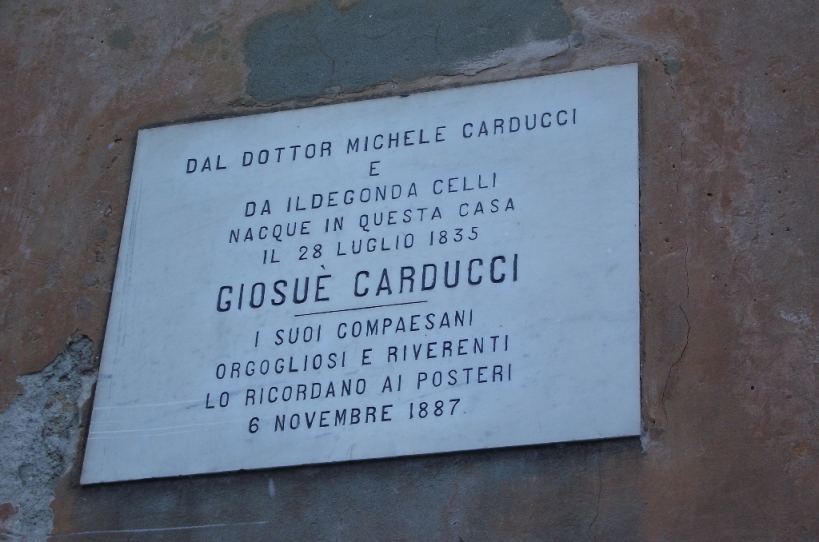 DAL DOTTOR MICHELE CARDUCCI
E
DA ILDEGONDA CELLI
NACQUE IN QUESTA CASA
IL 28 LUGLIO 1835
GIOSUÈ CARDUCCI
I SUOI COMPAESANI
ORGOGLIOSI E RIVERENTI
LO RICORDANO AI POSTERI
6 NOVEMBRE 1887.